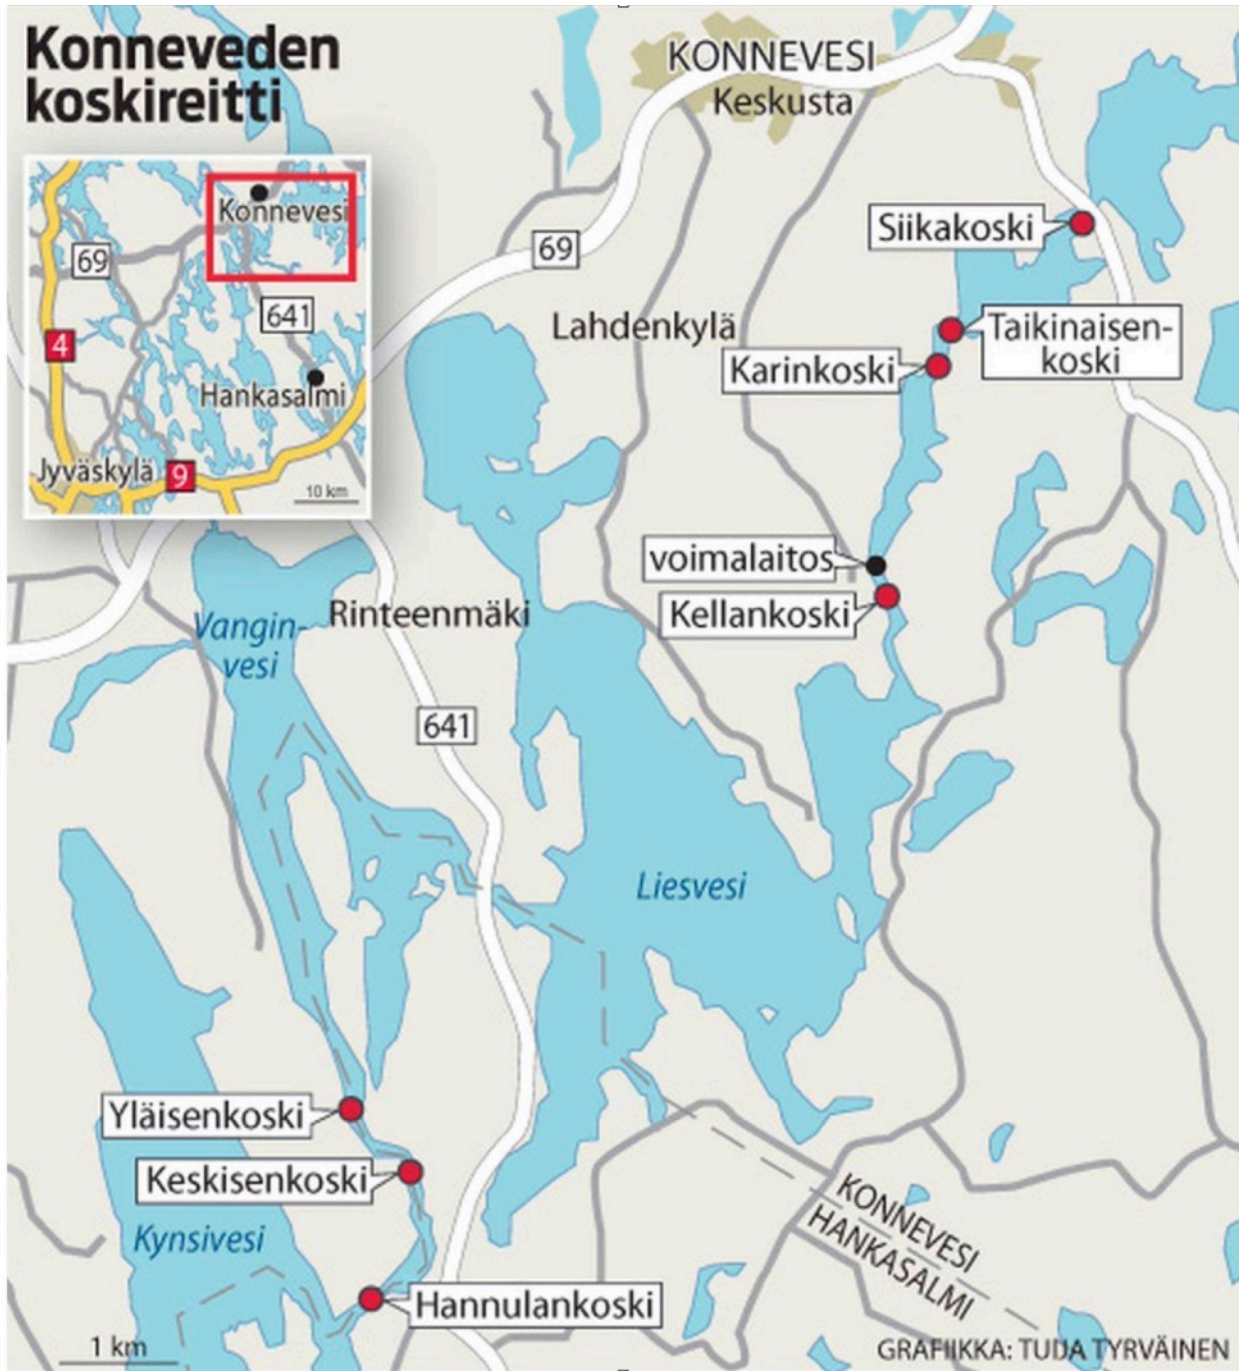 Konneveden
koskireitti
KONNEVESI
Keskusta
Konnevesi
69
641
4
Hankasalmi
Jyväskylä
9
10 km
69
Siikakoski
Lahdenkylä
Taikinaisen-
koski
Karinkoski
voimalaitos
Kellankoski
Vangin-
vesi
Rinteenmäki
641
Liesvesi
Yläisenkoski
Keskisenkoski
Kynsivesi
Hannulankoski
KONNEVESI
HANKASALMI
1 km
GRAFIIKKA: TUIJA TYRVÄINEN